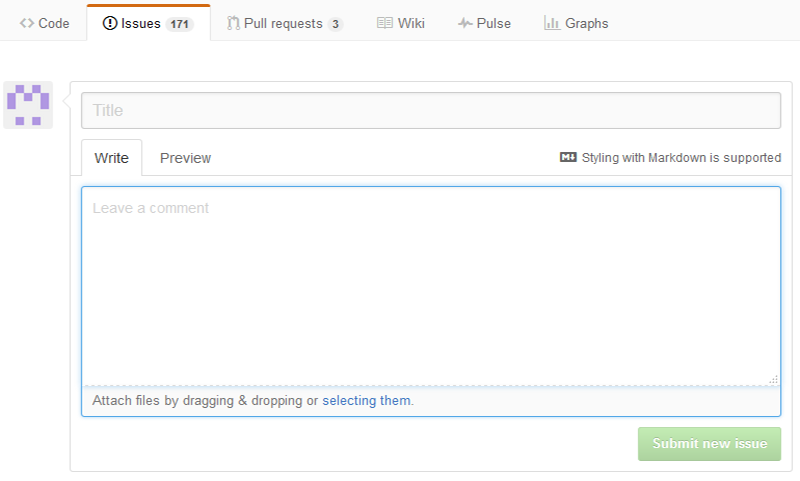 Code Issues 171 Pull requests 3 Wiki Pulse Graphs
Title
Write Preview Styling with Markdown is supported
Leave a comment
Attach files by dragging & dropping or selecting them.
Submit new issue